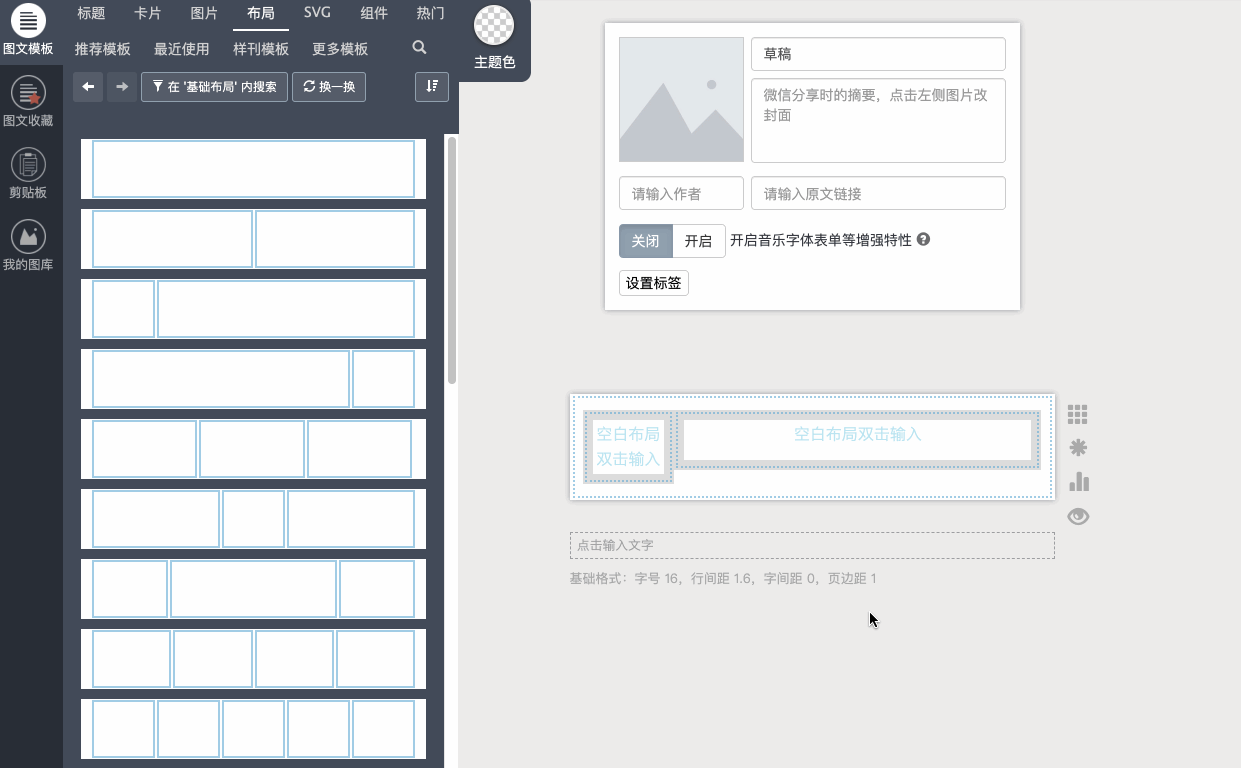 图文模板
图文收藏
剪贴板
我的图库
标题 卡片 图片 布局 SVG 组件 热门
推荐模板 最近使用 样刊模板 更多模板
在 '基础布局' 内搜索 换一换
主题色
草稿
微信分享时的摘要，点击左侧图片改
封面
请输入作者 请输入原文链接
关闭 开启 开启音乐字体表单等增强特性
设置标签
空白布局
双击输入
空白布局双击输入
点击输入文字
基础格式：字号 16，行间距 1.6，字间距 0，页边距 1